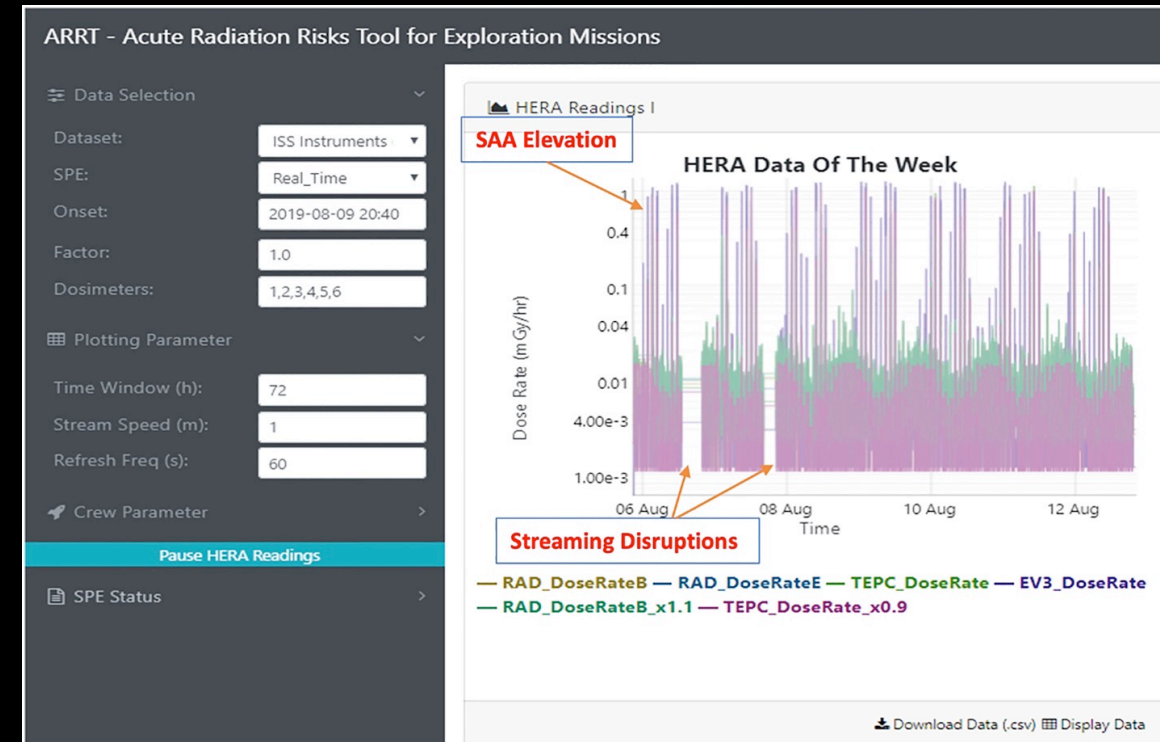 ARRT - Acute Radiation Risks Tool for Exploration Missions
Data Selection
Dataset: ISS Instruments
SPE: Real_Time
Onset: 2019-08-09 20:40
Factor: 1.0
Dosimeters: 1,2,3,4,5,6
Plotting Parameter
Time Window (h): 72
Stream Speed (m): 1
Refresh Freq (s): 60
Crew Parameter
Pause HERA Readings
SPE Status
HERA Readings I
SAA Elevation
HERA Data Of The Week
Dose Rate (mGy/hr)
1
0.4
0.1
0.04
0.01
4.00e-3
1.00e-3
06 Aug 08 Aug 10 Aug 12 Aug
Time
Streaming Disruptions
RAD_DoseRateB RAD_DoseRateE TEPC_DoseRate EV3_DoseRate
RAD_DoseRateB_x1.1 TEPC_DoseRate_x0.9
Download Data (.csv) Display Data